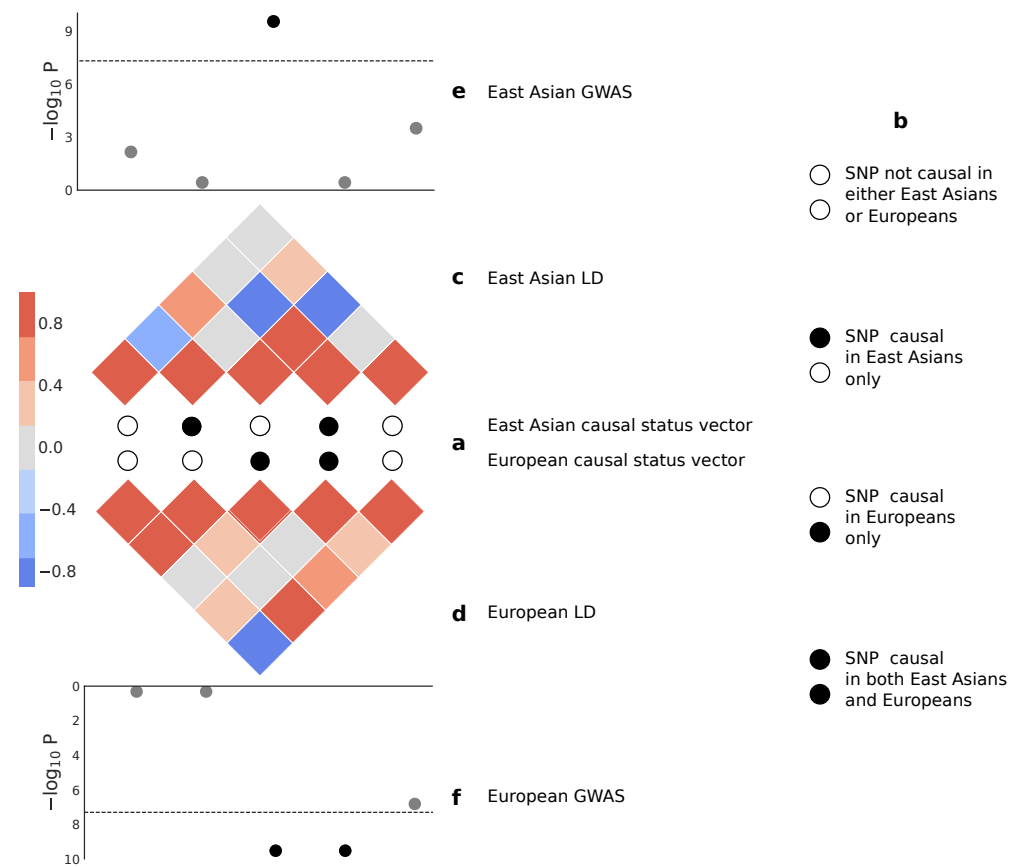 9
6
3
0
−log10 P
e East Asian GWAS
b
SNP not causal in
either East Asians
or Europeans
c East Asian LD
0.8
0.4
0.0
−0.4
−0.8
SNP causal
in East Asians
only
East Asian causal status vector
a
European causal status vector
SNP causal
in Europeans
only
d European LD
SNP causal
in both East Asians
and Europeans
0
2
4
6
8
10
−log10 P
f European GWAS